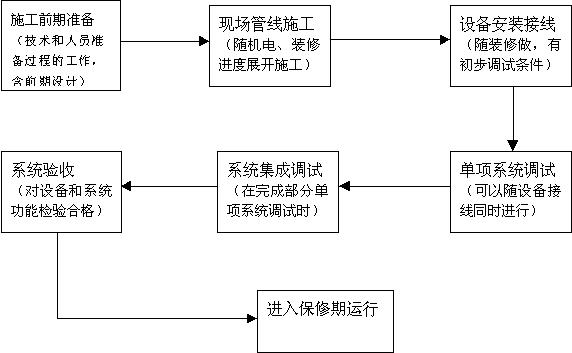 施工前期准备
（技术和人员准
备过程的工作，
含前期设计）
现场管线施工
（随机电、装修
进度展开施工）
设备安装接线
（随装修做，有
初步调试条件）
系统验收
（对设备和系统
功能检验合格）
系统集成调试
（在完成部分单
项系统调试时）
单项系统调试
（可以随设备接
线同时进行）
进入保修期运行